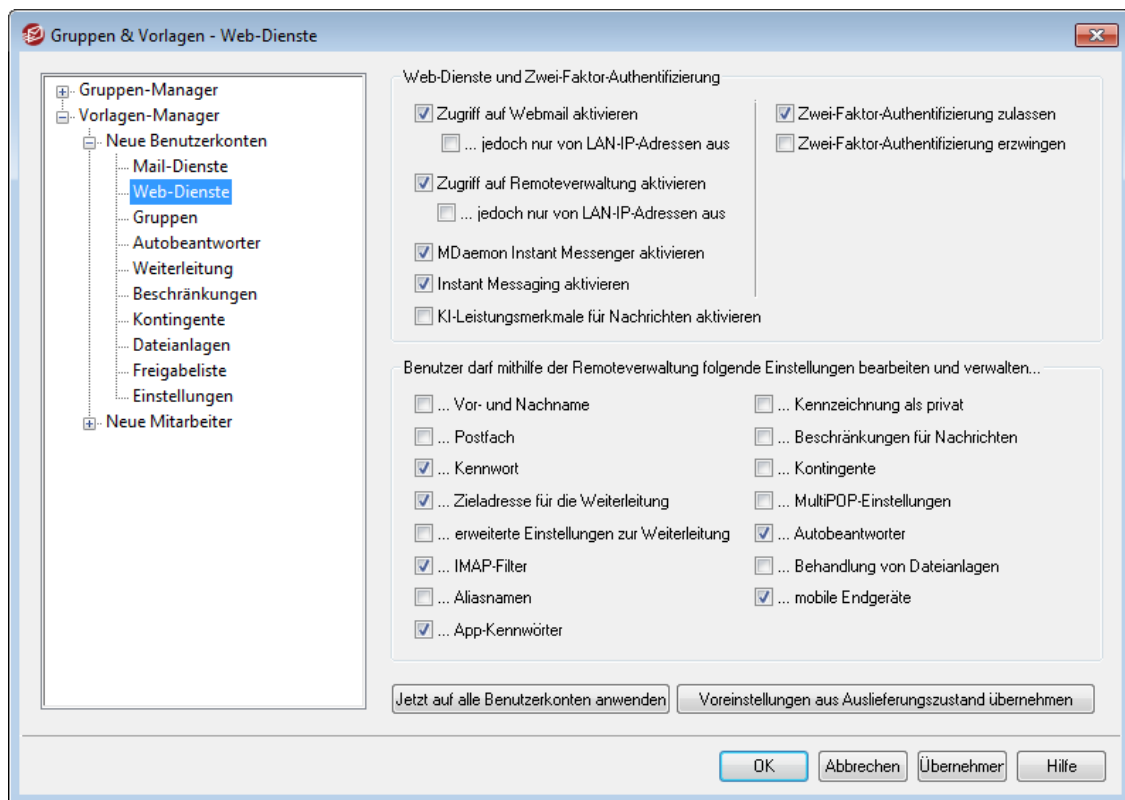 Gruppen & Vorlagen - Web-Dienste
Gruppen-Manager
Vorlagen-Manager
Neue Benutzerkonten
Mail-Dienste
Web-Dienste
Gruppen
Autobeantworter
Weiterleitung
Beschränkungen
Kontingente
Dateianlagen
Freigabeliste
Einstellungen
Neue Mitarbeiter
Web-Dienste und Zwei-Faktor-Authentifizierung
Zugriff auf Webmail aktivieren
... jedoch nur von LAN-IP-Adressen aus
Zugriff auf Remoteverwaltung aktivieren
... jedoch nur von LAN-IP-Adressen aus
MDaemon Instant Messenger aktivieren
Instant Messaging aktivieren
KI-Leistungsmerkmale für Nachrichten aktivieren
Zwei-Faktor-Authentifizierung zulassen
Zwei-Faktor-Authentifizierung erzwingen
Benutzer darf mithilfe der Remoteverwaltung folgende Einstellungen bearbeiten und verwalten...
... Vor- und Nachname
... Postfach
... Kennwort
... Zieladresse für die Weiterleitung
... erweiterte Einstellungen zur Weiterleitung
... IMAP-Filter
... Aliasnamen
... App-Kennwörter
... Kennzeichnung als privat
... Beschränkungen für Nachrichten
... Kontingente
... MultiPOP-Einstellungen
... Autobeantworter
... Behandlung von Dateianlagen
... mobile Endgeräte
Jetzt auf alle Benutzerkonten anwenden
Voreinstellungen aus Auslieferungszustand übernehmen
OK
Abbrechen
Übernehmer
Hilfe